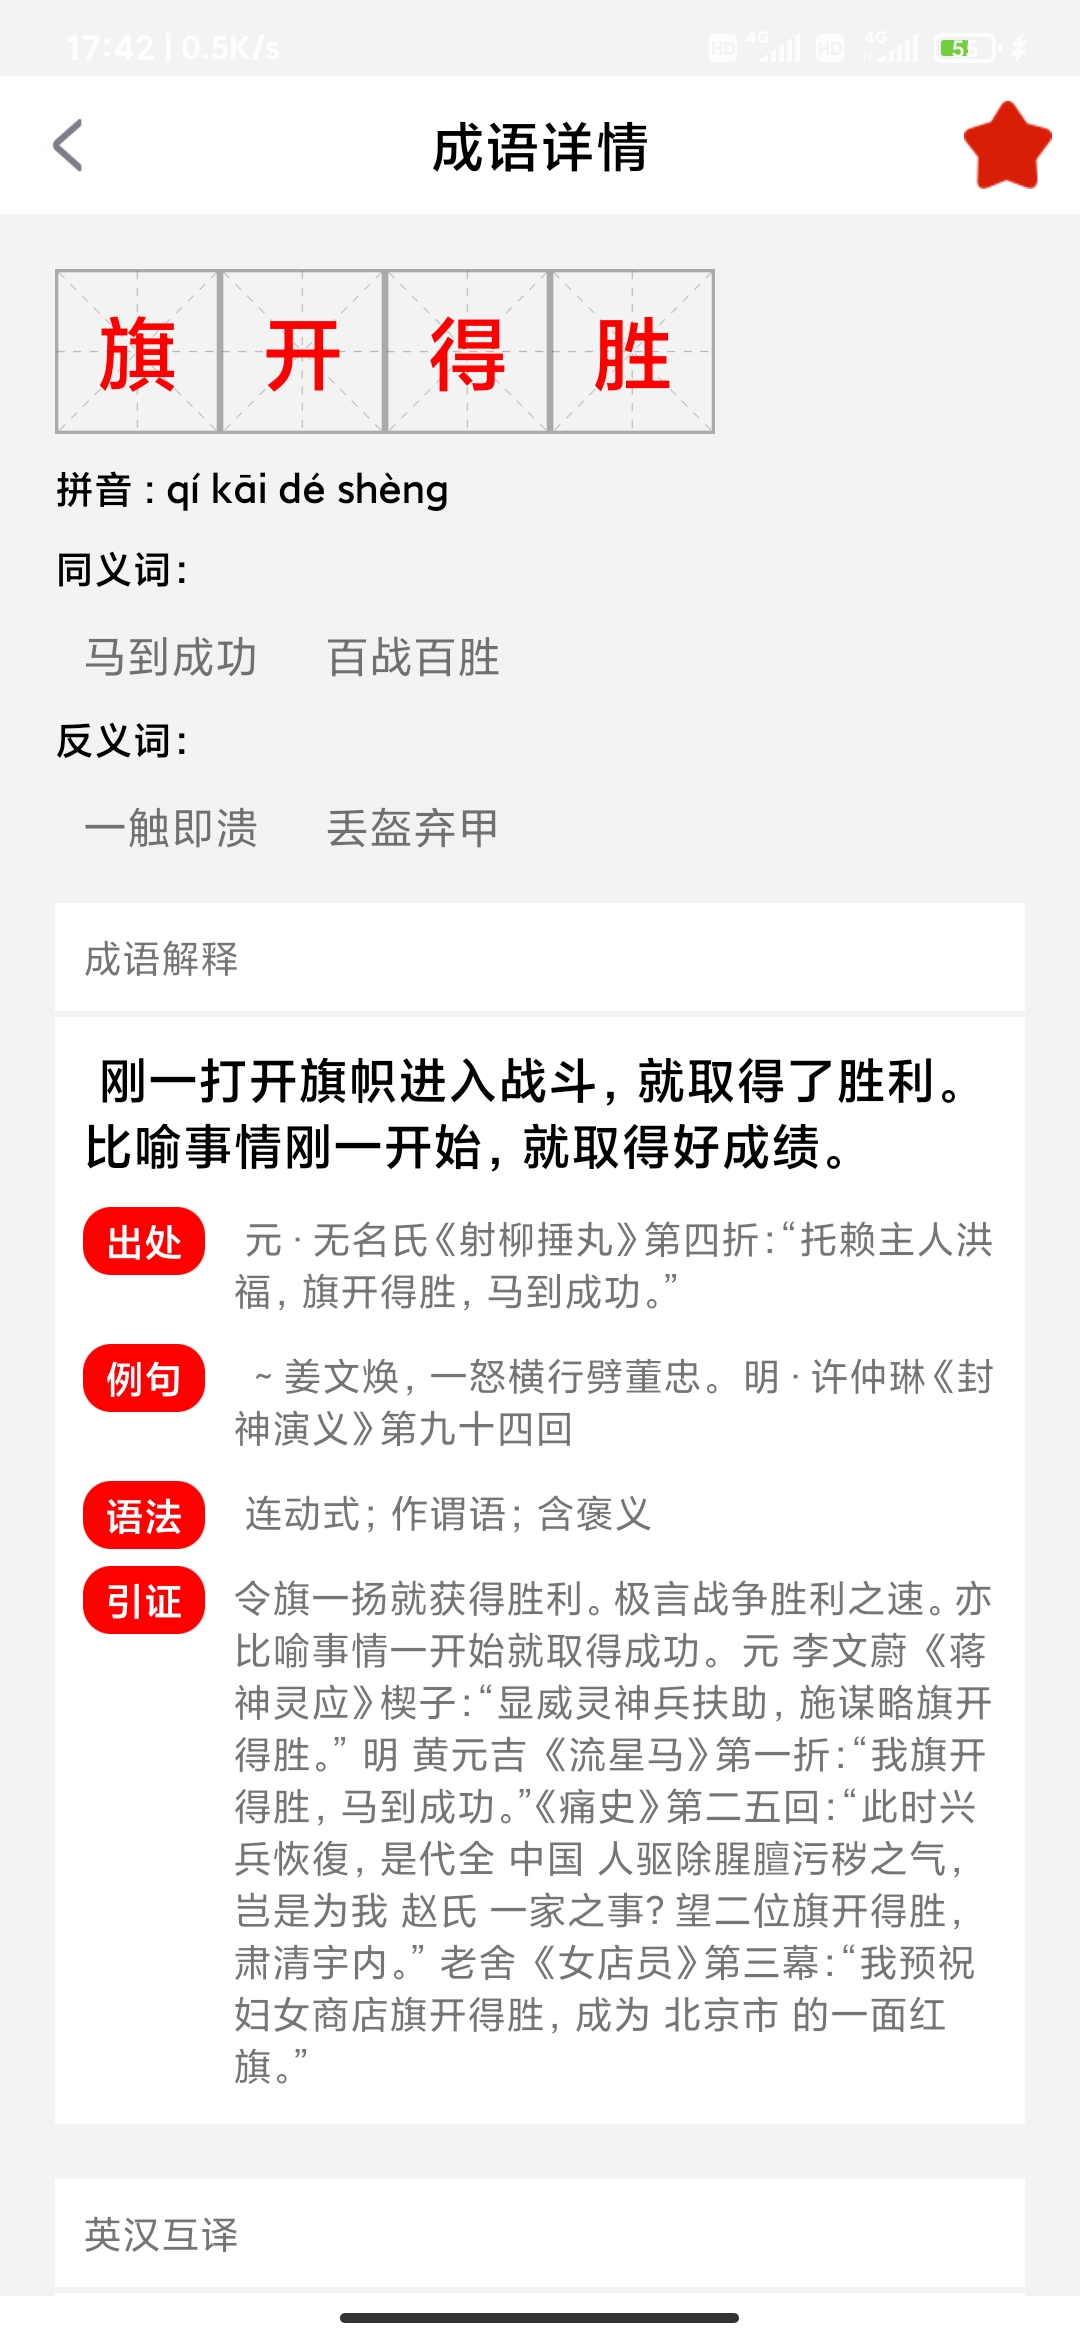 17:42 | 0.5K/s HD 4G HD 4G 55
成语详情
旗开得胜
拼音 : qí kāi dé shèng
同义词：
马到成功 百战百胜
反义词：
一触即溃 丢盔弃甲
成语解释
刚一打开旗帜进入战斗，就取得了胜利。
比喻事情刚一开始，就取得好成绩。
出处 元 · 无名氏《射柳捶丸》第四折：“托赖主人洪
福，旗开得胜，马到成功。”
例句 ～姜文焕，一怒横行劈董忠。明 · 许仲琳《封
神演义》第九十四回
语法 连动式；作谓语；含褒义
引证 令旗一扬就获得胜利。极言战争胜利之速。亦
比喻事情一开始就取得成功。元 李文蔚《蒋
神灵应》楔子：“显威灵神兵扶助，施谋略旗开
得胜。” 明 黄元吉《流星马》第一折：“我旗开
得胜，马到成功。”《痛史》第二五回：“此时兴
兵恢復，是代全 中国 人驱除腥膻污秽之气，
岂是为我 赵氏 一家之事？望二位旗开得胜，
肃清宇内。” 老舍《女店员》第三幕：“我预祝
妇女商店旗开得胜，成为 北京市 的一面红
旗。”
英汉互译